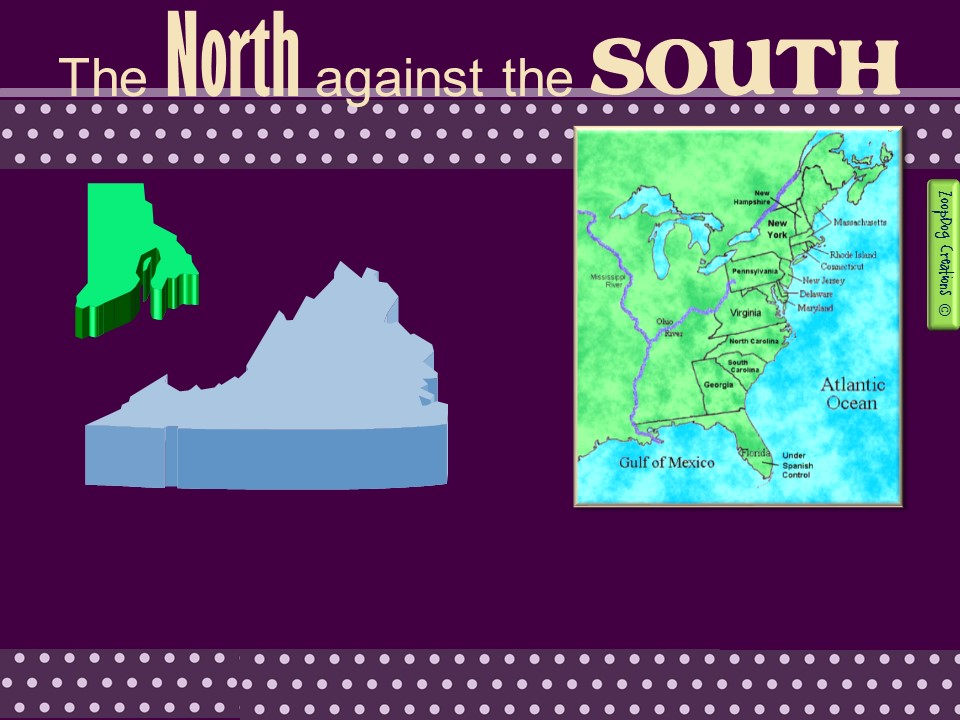 The North against the SOUTH
ZoopDog Creations ©
New
Hampshire
New
York
Massachusetts
Rhode Island
Connecticut
Pennsylvania
New Jersey
Delaware
Maryland
Mississippi
River
Ohio
River
Virginia
North Carolina
South
Carolina
Georgia
Atlantic
Ocean
Gulf of Mexico
Florida
Under
Spanish
Control